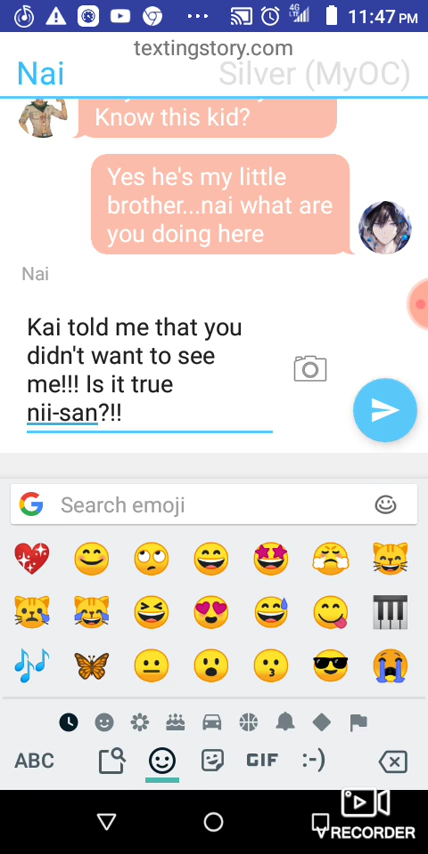 4G
LTE
11:47 PM
textingstory.com
Nai
Silver (MyOC)
Know this kid?
Yes he's my little
brother...nai what are
you doing here
Nai
Kai told me that you
didn't want to see
me!!! Is it true
nii-san?!!
G Search emoji
ABC
GIF
:-)
RECORDER